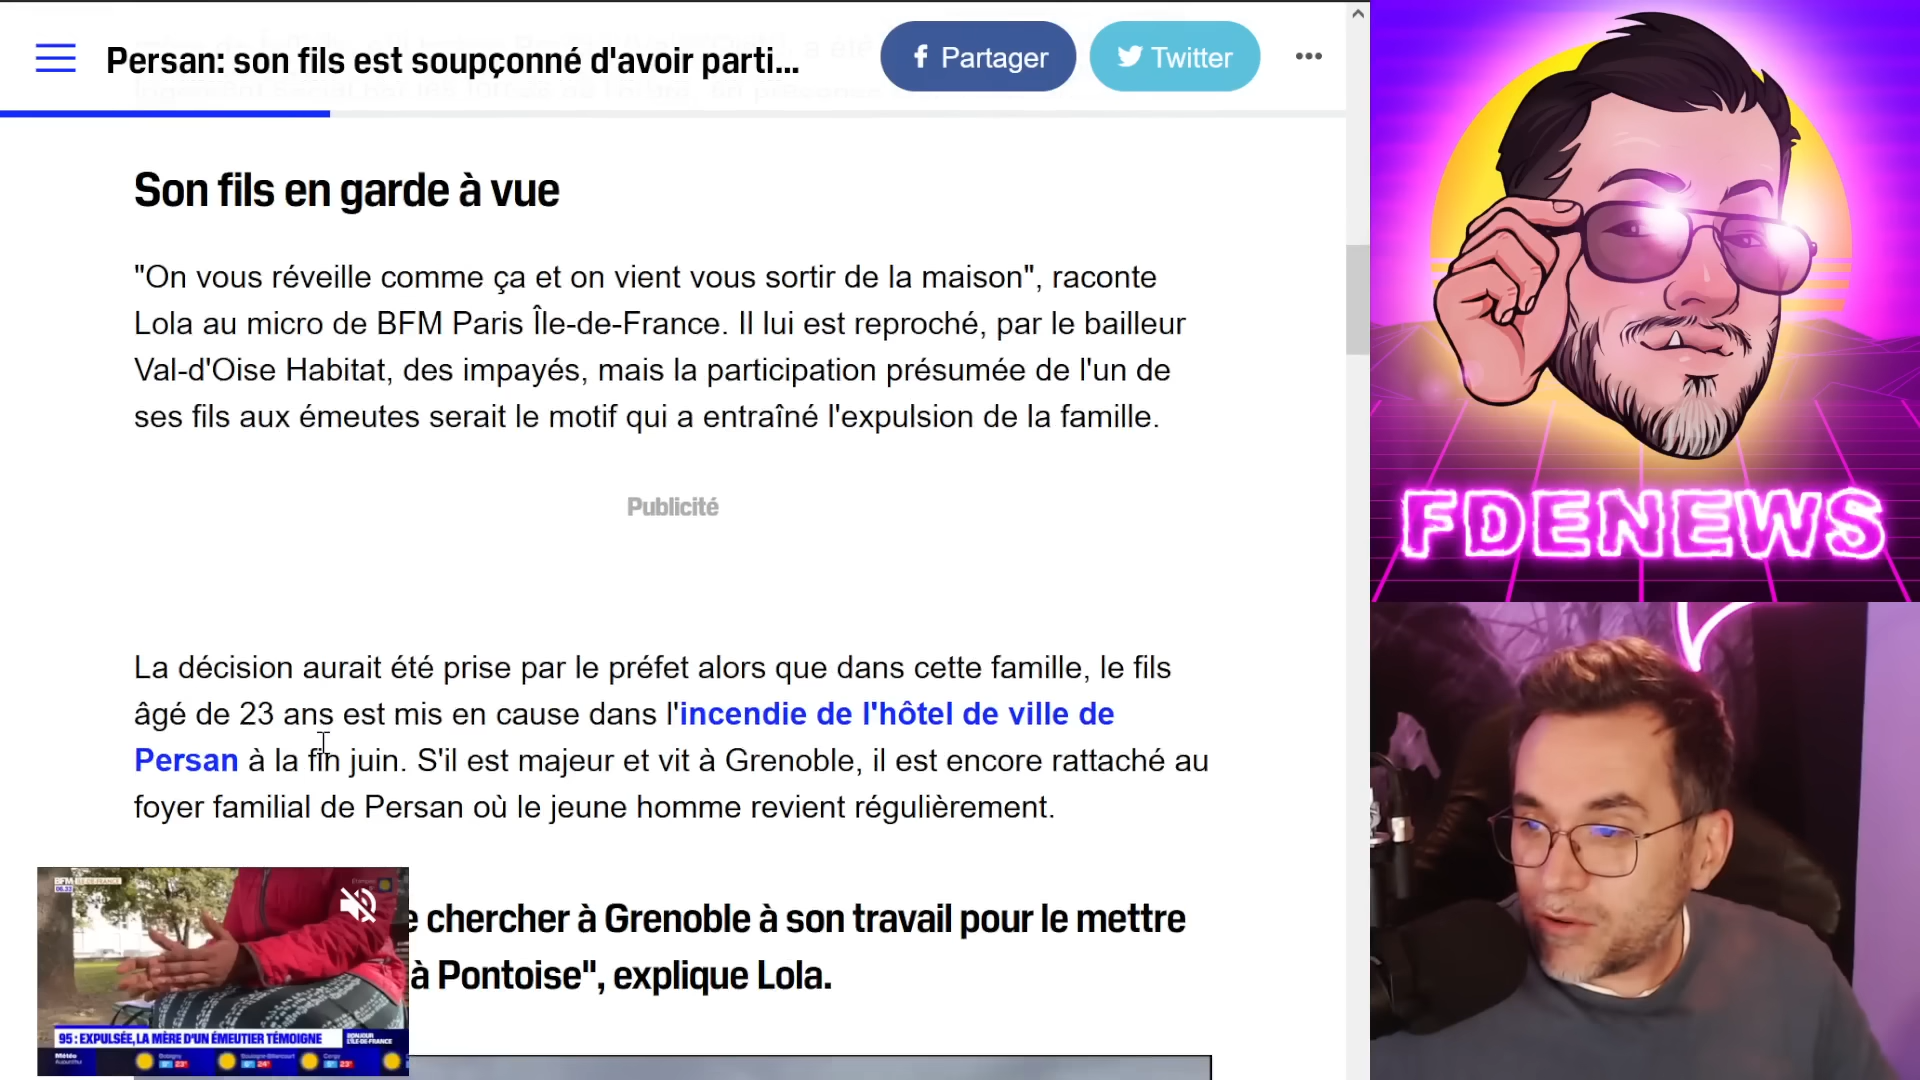 Persan: son fils est soupçonné d'avoir parti...
Partager
Twitter
Son fils en garde à vue
"On vous réveille comme ça et on vient vous sortir de la maison", raconte
Lola au micro de BFM Paris Île-de-France. Il lui est reproché, par le bailleur
Val-d'Oise Habitat, des impayés, mais la participation présumée de l'un de
ses fils aux émeutes serait le motif qui a entraîné l'expulsion de la famille.
Publicité
La décision aurait été prise par le préfet alors que dans cette famille, le fils
âgé de 23 ans est mis en cause dans l'incendie de l'hôtel de ville de
Persan à la fin juin. S'il est majeur et vit à Grenoble, il est encore rattaché au
foyer familial de Persan où le jeune homme revient régulièrement.
chercher à Grenoble à son travail pour le mettre
à Pontoise", explique Lola.
95 : EXPULSÉE, LA MÈRE D'UN ÉMEUTIER TÉMOIGNE
BONJOUR
L'ÎLE-DE-FRANCE
Météo
FDENEWS